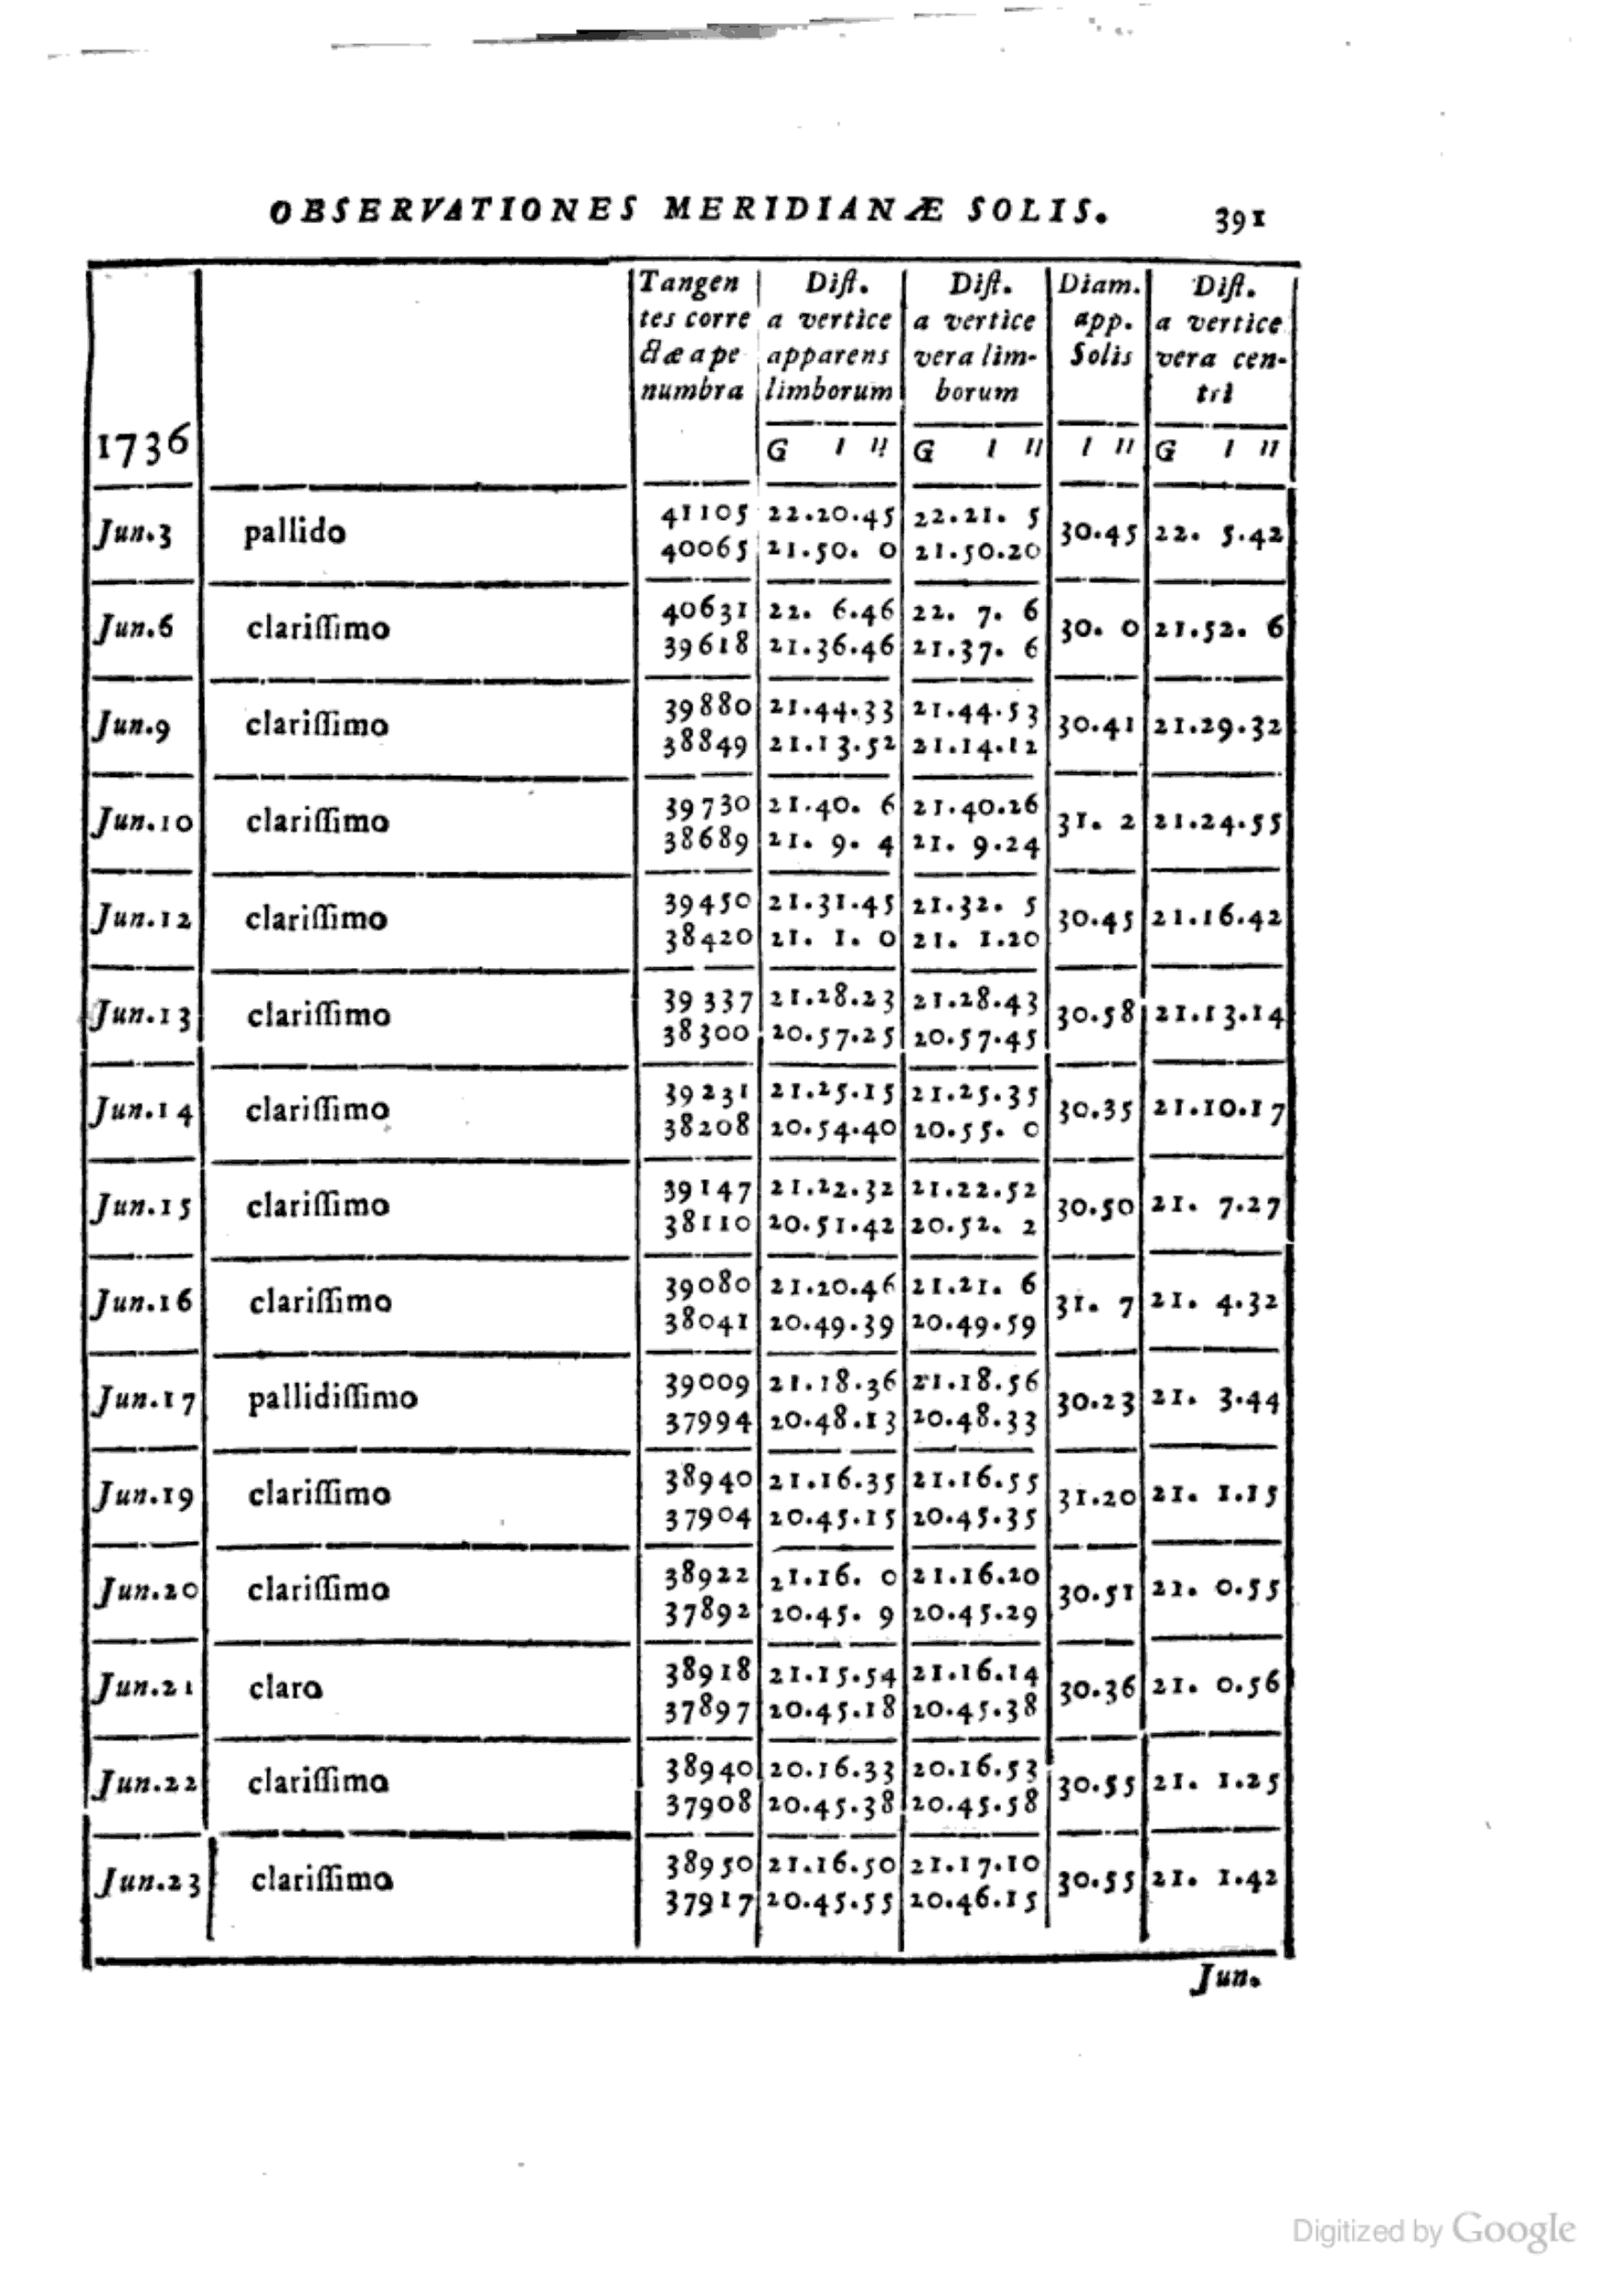 OBSERVATIONES MERIDIANÆ SOLIS. 391
1736 Tangen Diſt. Diſt. Diam. Diſt.
tes corre a vertice a vertice app. a vertice
ctæ a pe apparens vera lim- Solis vera cen-
numbra limborum borum tri
G I II G I II I II G I II
Jun.3 pallido 41105 22.20.45 22.21. 5 30.45 22. 5.42
40065 21.50. 0 21.50.20
Jun.6 clariſſimo 40631 22. 6.46 22. 7. 6 30. 0 21.52. 6
39618 21.36.46 21.37. 6
Jun.9 clariſſimo 39880 21.44.33 21.44.53 30.41 21.29.32
38849 21.13.52 21.14.12
Jun.10 clariſſimo 39730 21.40. 6 21.40.26 31. 2 21.24.55
38689 21. 9. 4 21. 9.24
Jun.12 clariſſimo 39450 21.31.45 21.32. 5 30.45 21.16.42
38420 21. 1. 0 21. 1.20
Jun.13 clariſſimo 39337 21.28.23 21.28.43 30.58 21.13.14
38300 20.57.25 20.57.45
Jun.14 clariſſimo 39231 21.25.15 21.25.35 30.35 21.10.17
38208 20.54.40 20.55. 0
Jun.15 clariſſimo 39147 21.22.32 21.22.52 30.50 21. 7.27
38110 20.51.42 20.52. 2
Jun.16 clariſſimo 39080 21.20.46 21.21. 6 31. 7 21. 4.32
38041 20.49.39 20.49.59
Jun.17 pallidiſſimo 39009 21.18.36 21.18.56 30.23 21. 3.44
37994 20.48.13 20.48.33
Jun.19 clariſſimo 38940 21.16.35 21.16.55 31.20 21. 1.15
37904 20.45.15 20.45.35
Jun.20 clariſſimo 38922 21.16. 0 21.16.20 30.51 21. 0.55
37892 20.45. 9 20.45.29
Jun.21 claro 38918 21.15.54 21.16.14 30.36 21. 0.56
37897 20.45.18 20.45.38
Jun.22 clariſſimo 38940 20.16.33 20.16.53 30.55 21. 1.25
37908 20.45.38 20.45.58
Jun.23 clariſſimo 38950 21.16.50 21.17.10 30.55 21. 1.42
37917 20.45.55 20.46.15
Jun.
Digitized by Google